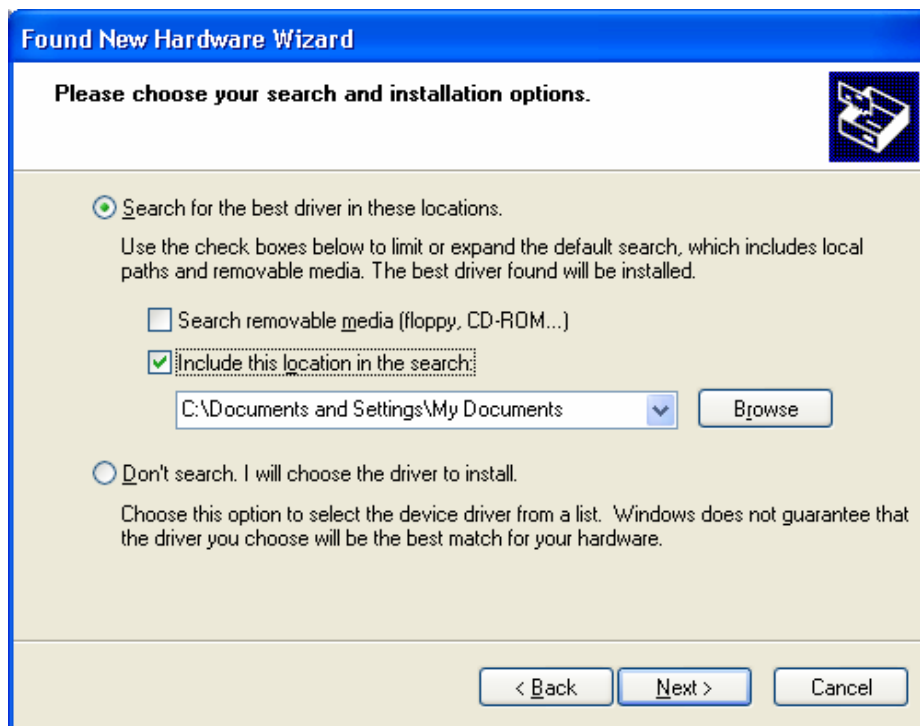 Found New Hardware Wizard
Please choose your search and installation options.
Search for the best driver in these locations.
Use the check boxes below to limit or expand the default search, which includes local
paths and removable media. The best driver found will be installed.
Search removable media (floppy, CD-ROM...)
Include this location in the search:
C:\Documents and Settings\My Documents
Browse
Don't search. I will choose the driver to install.
Choose this option to select the device driver from a list. Windows does not guarantee that
the driver you choose will be the best match for your hardware.
< Back
Next >
Cancel